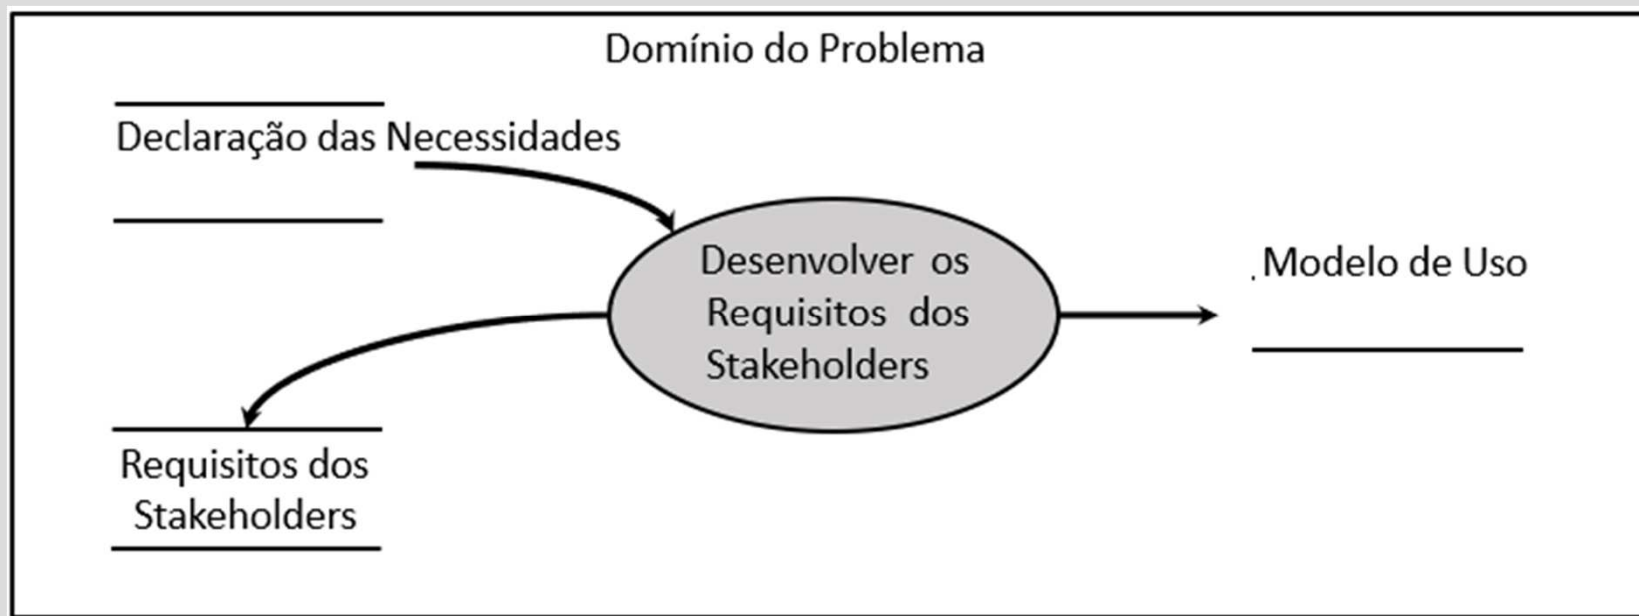 Domínio do Problema
Declaração das Necessidades
Desenvolver os
Requisitos dos
Stakeholders
. Modelo de Uso
Requisitos dos
Stakeholders